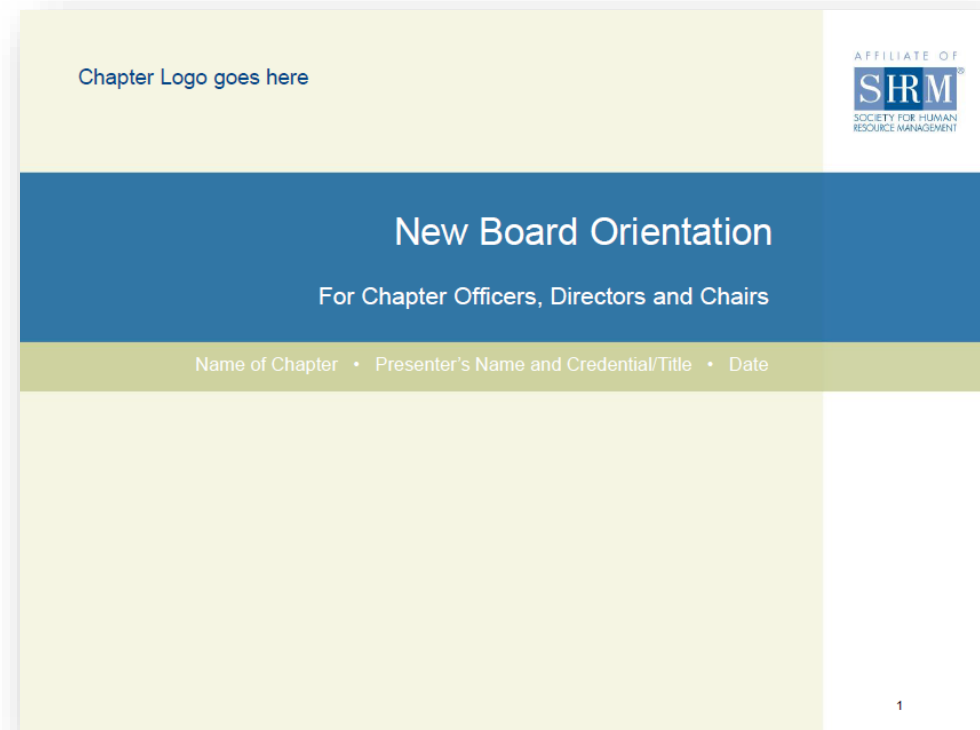 Chapter Logo goes here
AFFILIATE OF
SHRM®
SOCIETY FOR HUMAN
RESOURCE MANAGEMENT
New Board Orientation
For Chapter Officers, Directors and Chairs
Name of Chapter • Presenter's Name and Credential/Title • Date
1